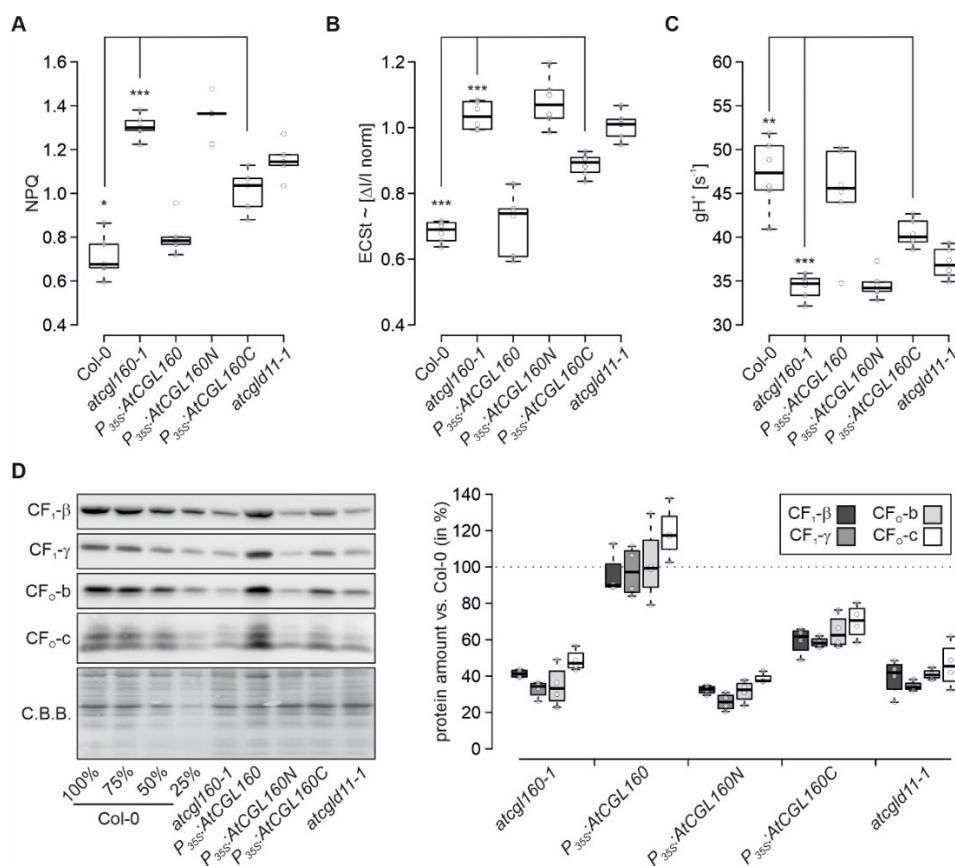 A
NPQ
1.6
1.4
1.2
1.0
0.8
0.6
0.4
*
***
Col-0
atcgl160-1
P35S:AtCGL160
P35S:AtCGL160N
P35S:AtCGL160C
atcgld11-1
B
ECSt ~ [ΔI/I norm]
1.2
1.0
0.8
0.6
0.4
***
***
Col-0
atcgl160-1
P35S:AtCGL160
P35S:AtCGL160N
P35S:AtCGL160C
atcgld11-1
C
gH⁺ [s⁻¹]
55
50
45
40
35
30
**
***
Col-0
atcgl160-1
P35S:AtCGL160
P35S:AtCGL160N
P35S:AtCGL160C
atcgld11-1
D
CF₁-β
CF₁-γ
CFₒ-b
CFₒ-c
C.B.B.
100%
75%
50%
25%
Col-0
atcgl160-1
P35S:AtCGL160
P35S:AtCGL160N
P35S:AtCGL160C
atcgld11-1
protein amount vs. Col-0 (in %)
140
120
100
80
60
40
20
0
CF₁-β CFₒ-b
CF₁-γ CFₒ-c
atcgl160-1
P35S:AtCGL160
P35S:AtCGL160N
P35S:AtCGL160C
atcgld11-1